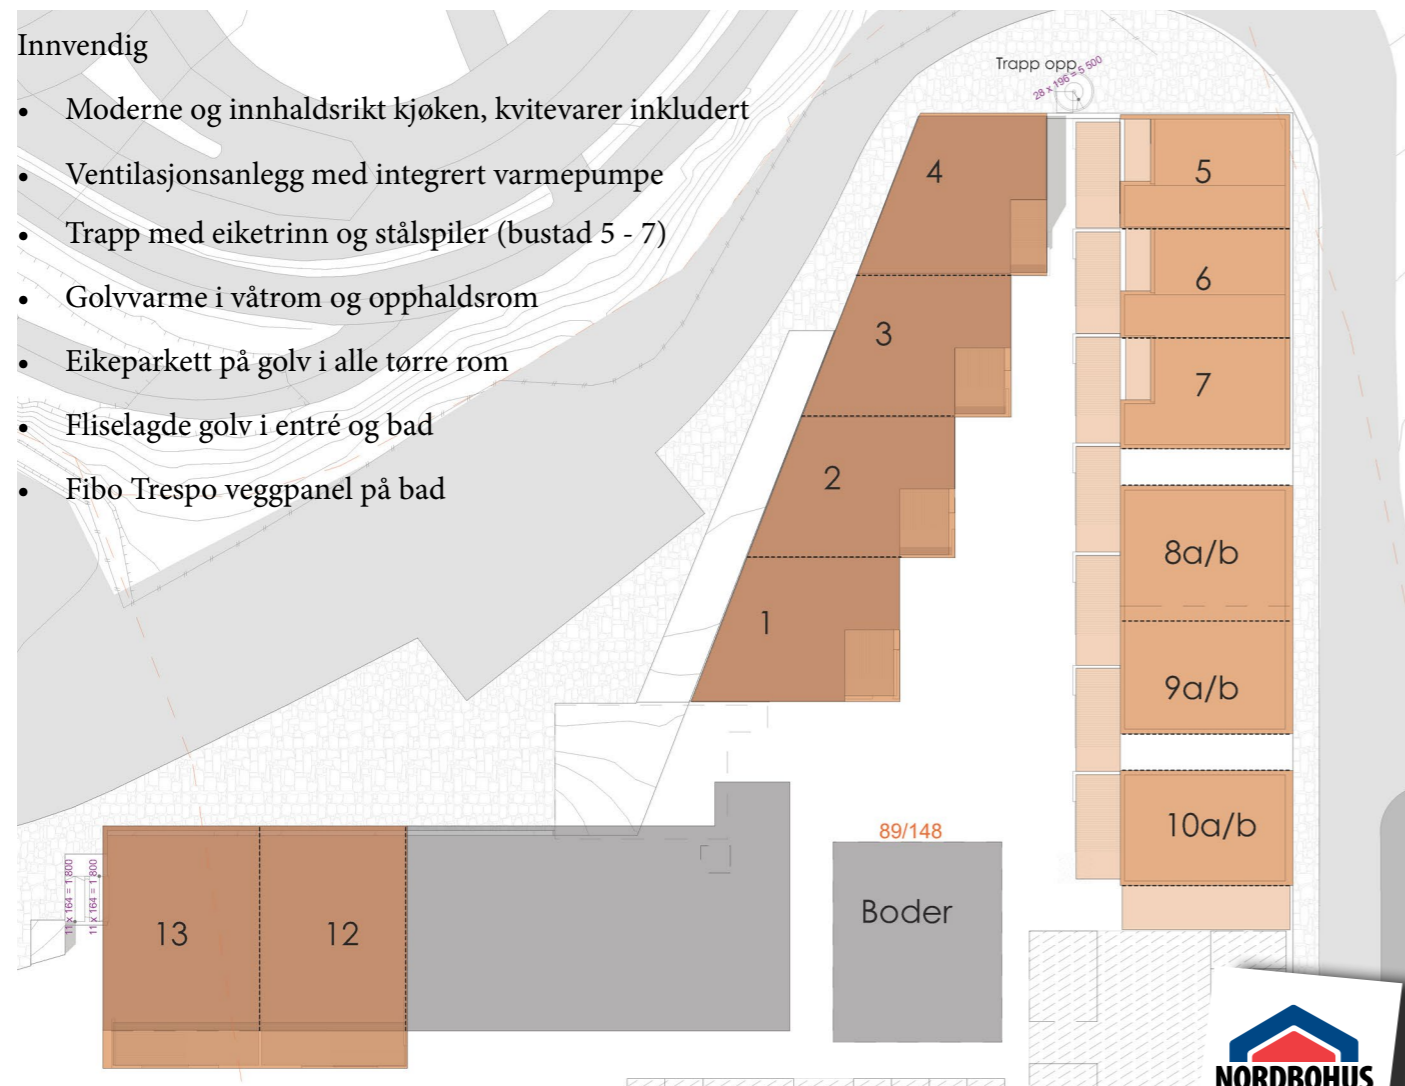 Innvendig
• Moderne og innhaldsrikt kjøken, kvitevarer inkludert
• Ventilasjonsanlegg med integrert varmepumpe
• Trapp med eiketrinn og stålspiler (bustad 5 - 7)
• Golvvarme i våtrom og opphaldsrom
• Eikeparkett på golv i alle tørre rom
• Fliselagde golv i entré og bad
• Fibo Trespo veggpanel på bad
Trapp opp
28 x 196 = 5 500
4
3
2
1
5
6
7
8a/b
9a/b
10a/b
89/148
Boder
11 x 164 = 1 800
11 x 164 = 1 800
13
12
NORDBOHUS